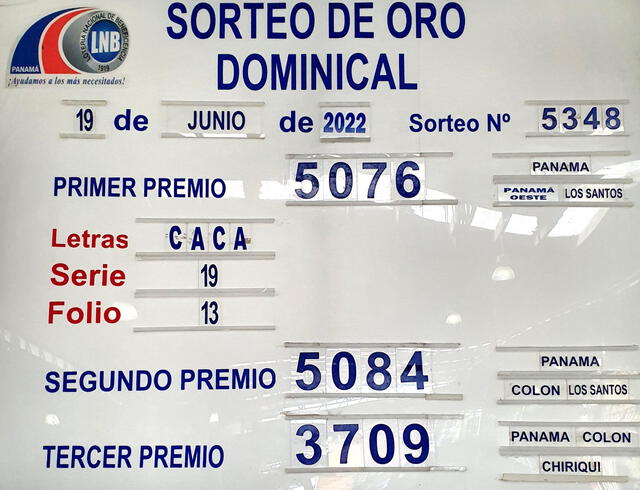 SORTEO DE ORO
DOMINICAL
LOTERÍA NACIONAL DE BENEFICENCIA
LNB
1919
PANAMÁ
¡Ayudamos a los más necesitados!
19 de JUNIO de 2022 Sorteo Nº 5348
PRIMER PREMIO 5076 PANAMA
PANAMÁ OESTE LOS SANTOS
Letras CACA
Serie 19
Folio 13
SEGUNDO PREMIO 5084 PANAMA
COLON LOS SANTOS
TERCER PREMIO 3709 PANAMA COLON
CHIRIQUI